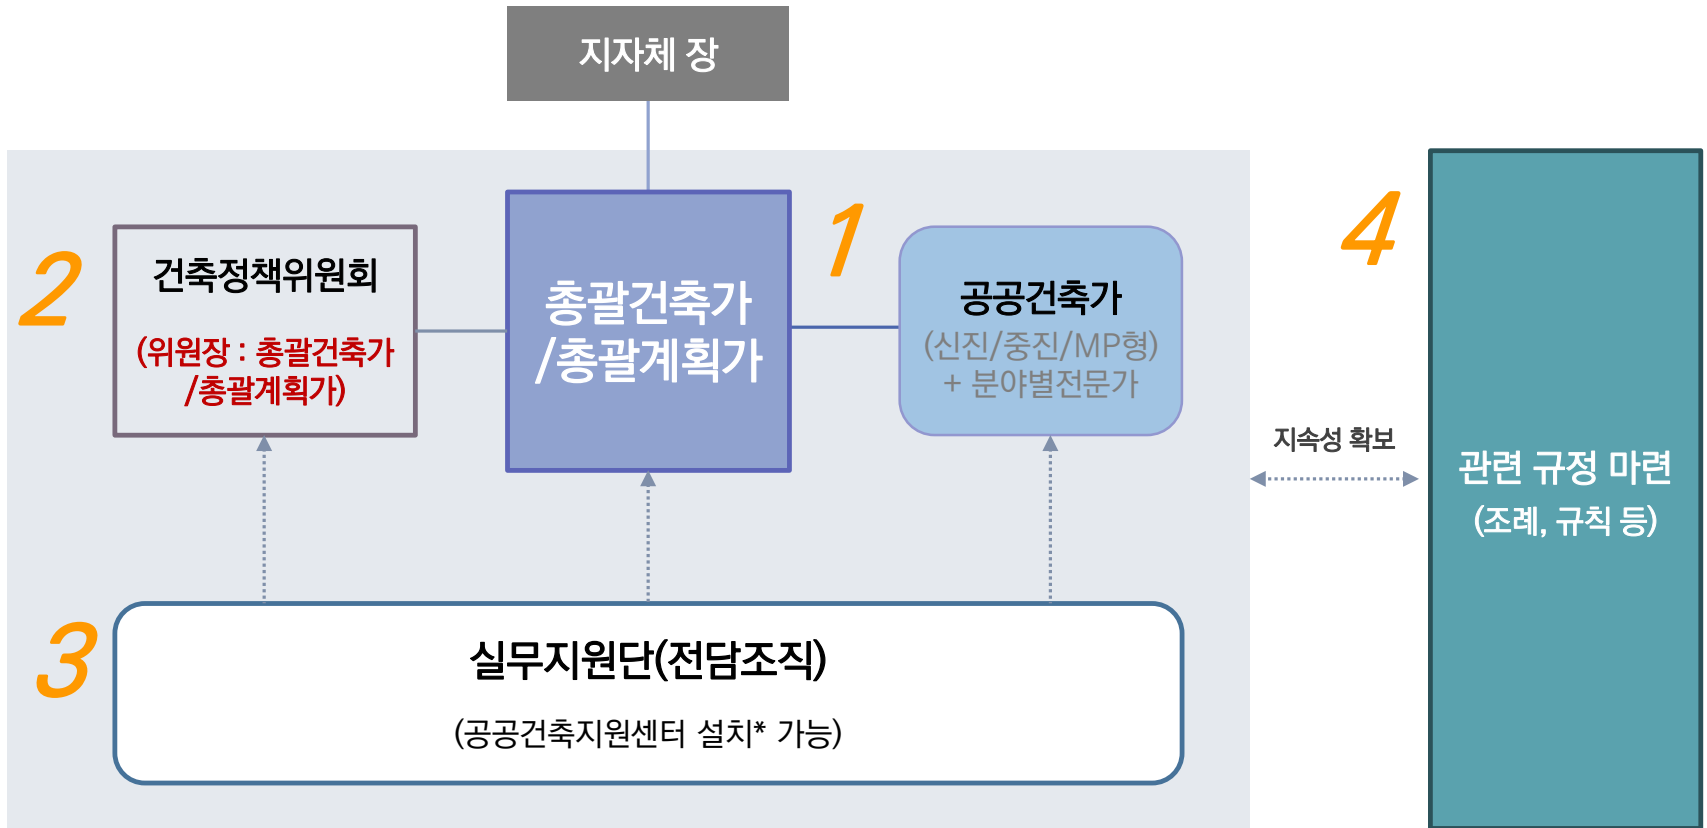 지자체 장
1
총괄건축가
/총괄계획가
2
건축정책위원회
(위원장 : 총괄건축가
/총괄계획가)
공공건축가
(신진/중진/MP형)
+ 분야별전문가
3
실무지원단(전담조직)
(공공건축지원센터 설치* 가능)
지속성 확보
4
관련 규정 마련
(조례, 규칙 등)